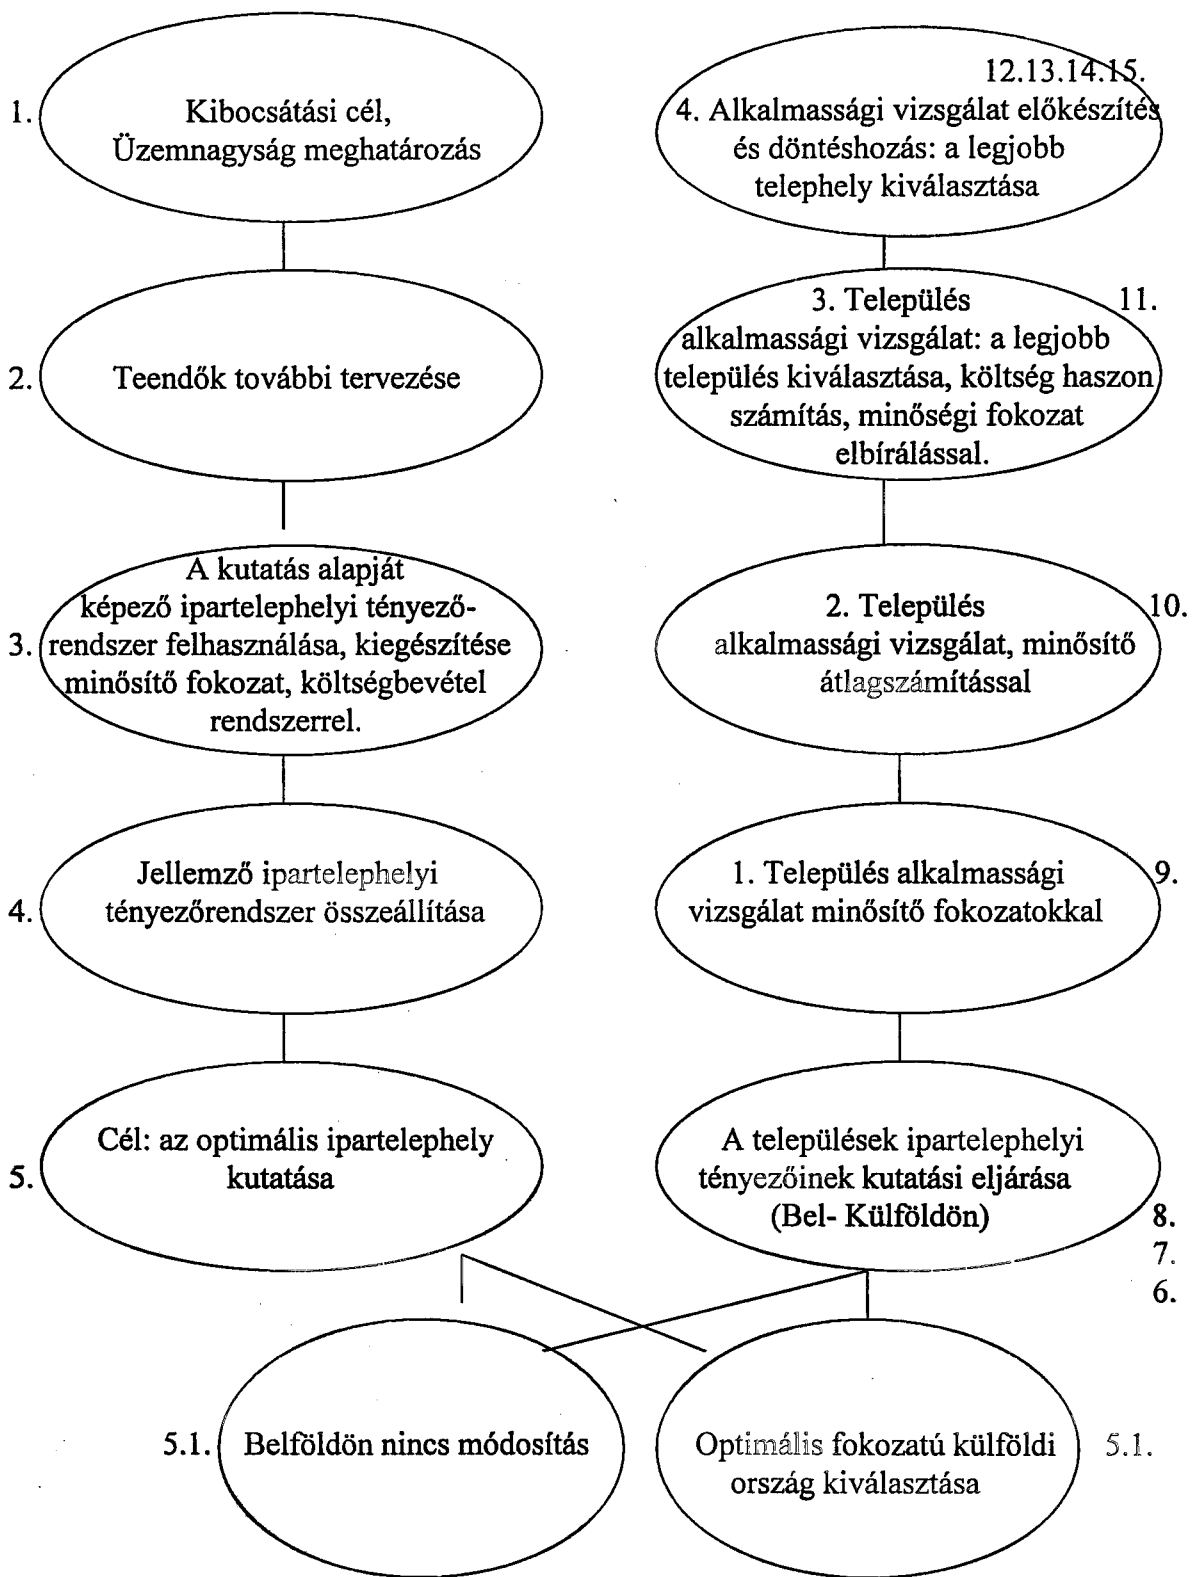 1.
Kibocsátási cél,
Üzemnagyság meghatározás
2.
Teendők további tervezése
A kutatás alapját
képező ipartelephelyi tényező-
3. rendszer felhasználása, kiegészítése
minősítő fokozat, költségbevétel
rendszerrel.
Jellemző ipartelephelyi
4. tényezőrendszer összeállítása
Cél: az optimális ipartelephely
5. kutatása
5.1. Belföldön nincs módosítás
12.13.14.15.
4. Alkalmassági vizsgálat előkészítés
és döntéshozás: a legjobb
telephely kiválasztása
3. Település 11.
alkalmassági vizsgálat: a legjobb
település kiválasztása, költség haszon
számítás, minőségi fokozat
elbírálással.
2. Település 10.
alkalmassági vizsgálat, minősítő
átlagszámítással
1. Település alkalmassági 9.
vizsgálat minősítő fokozatokkal
A települések ipartelephelyi
tényezőinek kutatási eljárása
(Bel- Külföldön) 8.
7.
6.
Optimális fokozatú külföldi 5.1.
ország kiválasztása